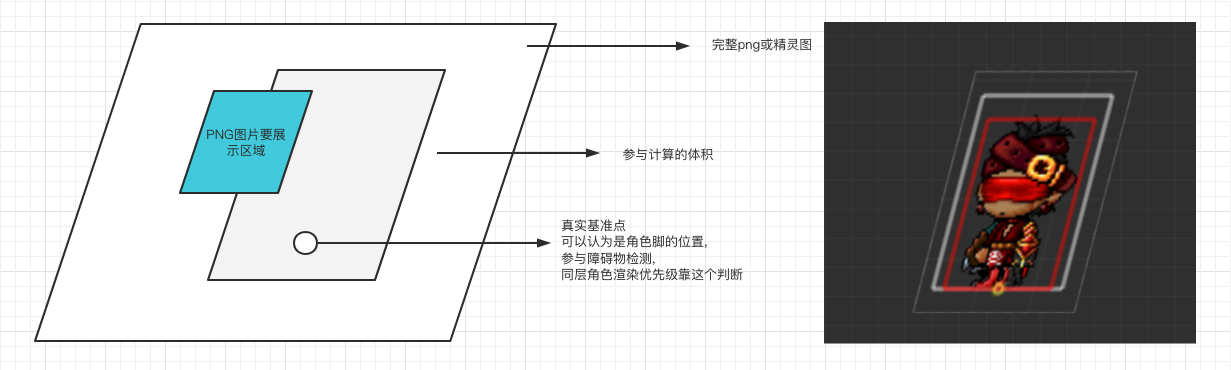 完整png或精灵图
PNG图片要展
示区域
参与计算的体积
真实基准点
可以认为是角色脚的位置,
参与障碍物检测,
同层角色渲染优先级靠这个判断